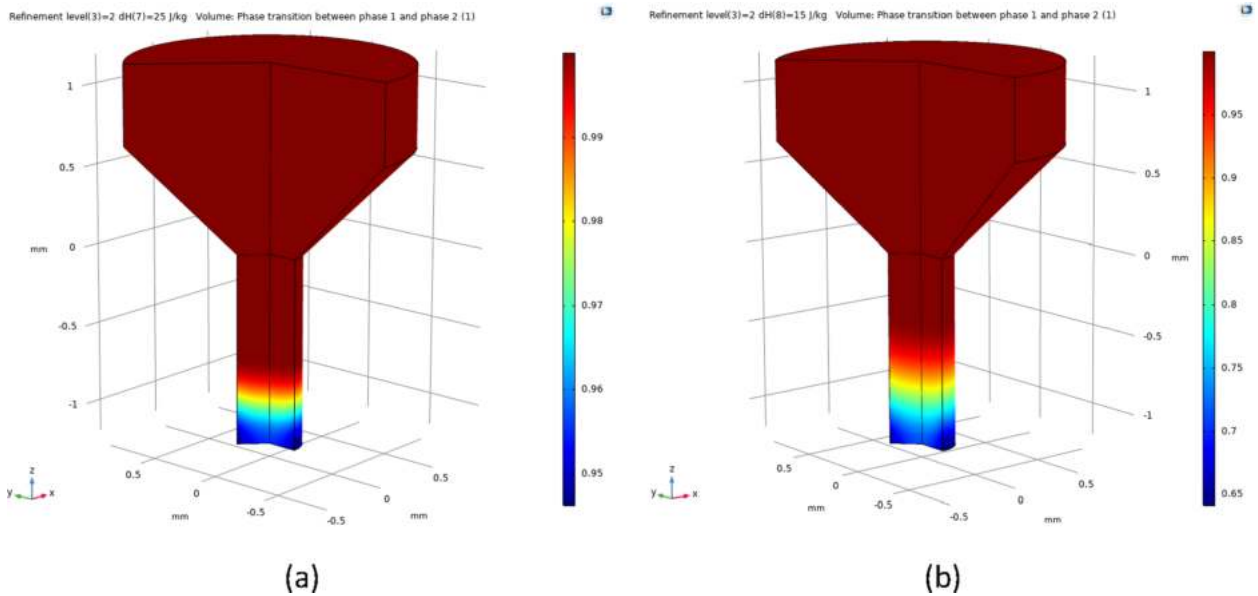 Refinement level(3)=2 dH(7)=25 J/kg Volume: Phase transition between phase 1 and phase 2 (1)
1
0.5
mm
0
-0.5
-1
0.99
0.98
0.97
0.96
0.95
0.5
0
mm
-0.5
-0.5
mm
0
0.5
z
y
x
(a)
Refinement level(3)=2 dH(8)=15 J/kg Volume: Phase transition between phase 1 and phase 2 (1)
1
0.5
0
mm
-0.5
-1
0.95
0.9
0.85
0.8
0.75
0.7
0.65
0.5
0
mm
-0.5
-0.5
mm
0
0.5
z
y
x
(b)